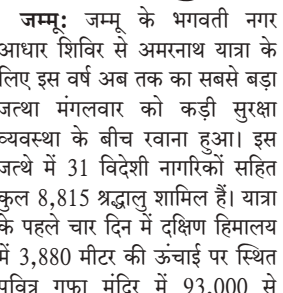 जम्मू: जम्मू के भगवती नगर
आधार शिविर से अमरनाथ यात्रा के
लिए इस वर्ष अब तक का सबसे बड़ा
जत्था मंगलवार को कड़ी सुरक्षा
व्यवस्था के बीच रवाना हुआ। इस
जत्थे में 31 विदेशी नागरिकों सहित
कुल 8,815 श्रद्धालु शामिल हैं। यात्रा
के पहले चार दिन में दक्षिण हिमालय
में 3,880 मीटर की ऊंचाई पर स्थित
पवित्र गुफा मंदिर में 93,000 से